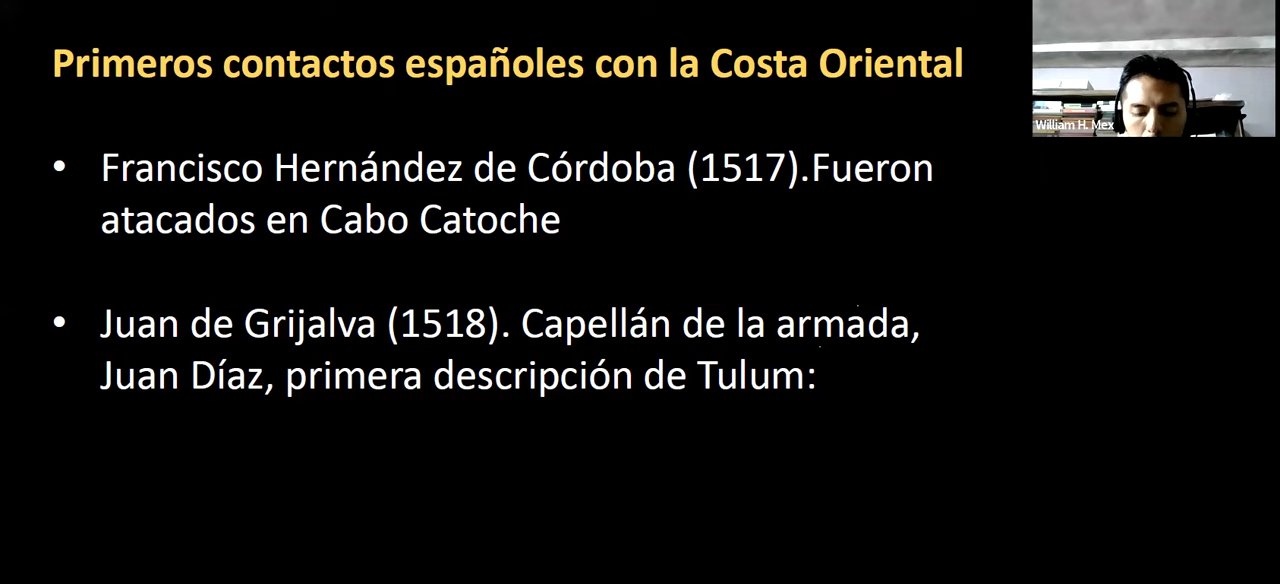 Primeros contactos españoles con la Costa Oriental
William H. Mex
• Francisco Hernández de Córdoba (1517).Fueron
atacados en Cabo Catoche
• Juan de Grijalva (1518). Capellán de la armada,
Juan Díaz, primera descripción de Tulum: